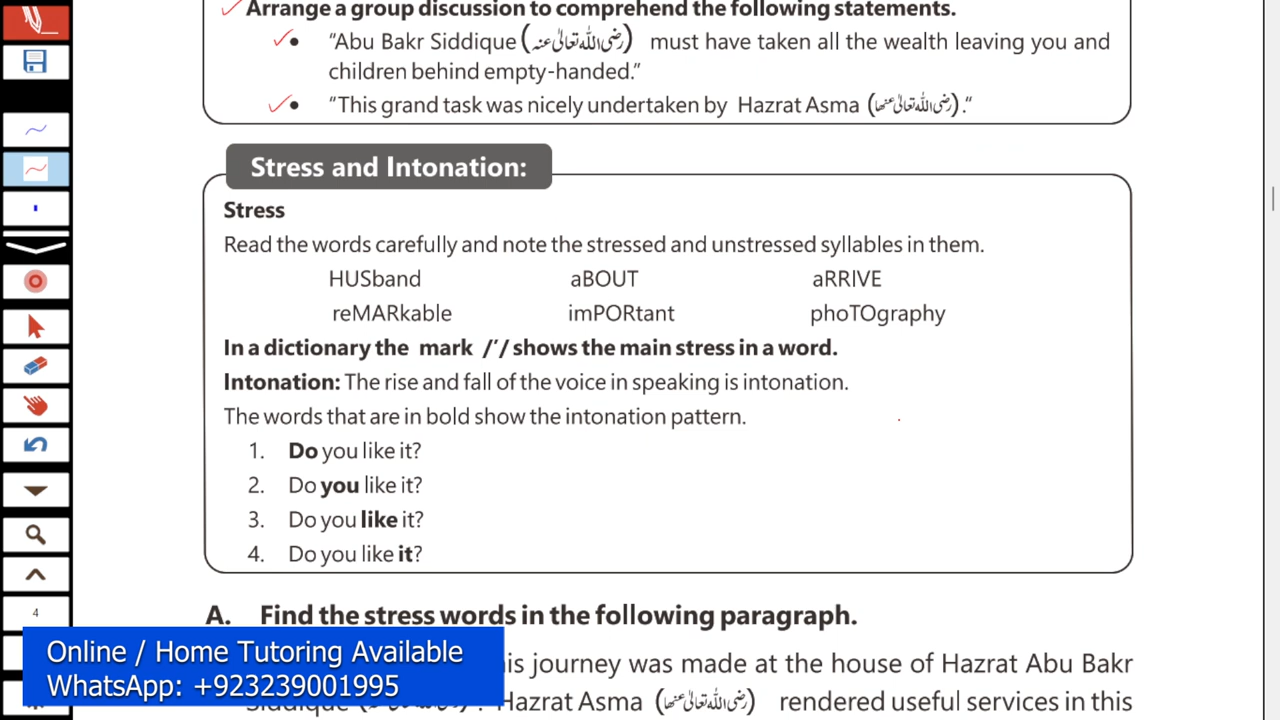 Arrange a group discussion to comprehend the following statements.
• “Abu Bakr Siddique (رضی اللہ تعالیٰ عنہ) must have taken all the wealth leaving you and
children behind empty-handed.”
• “This grand task was nicely undertaken by Hazrat Asma (رضی اللہ تعالیٰ عنھا).“
Stress and Intonation:
Stress
Read the words carefully and note the stressed and unstressed syllables in them.
HUSband aBOUT aRRIVE
reMARkable imPORtant phoTOgraphy
In a dictionary the mark /′/ shows the main stress in a word.
Intonation: The rise and fall of the voice in speaking is intonation.
The words that are in bold show the intonation pattern.
1. Do you like it?
2. Do you like it?
3. Do you like it?
4. Do you like it?
A. Find the stress words in the following paragraph.
his journey was made at the house of Hazrat Abu Bakr
Hazrat Asma (رضی اللہ تعالیٰ عنھا) rendered useful services in this
4
Online / Home Tutoring Available
WhatsApp: +923239001995